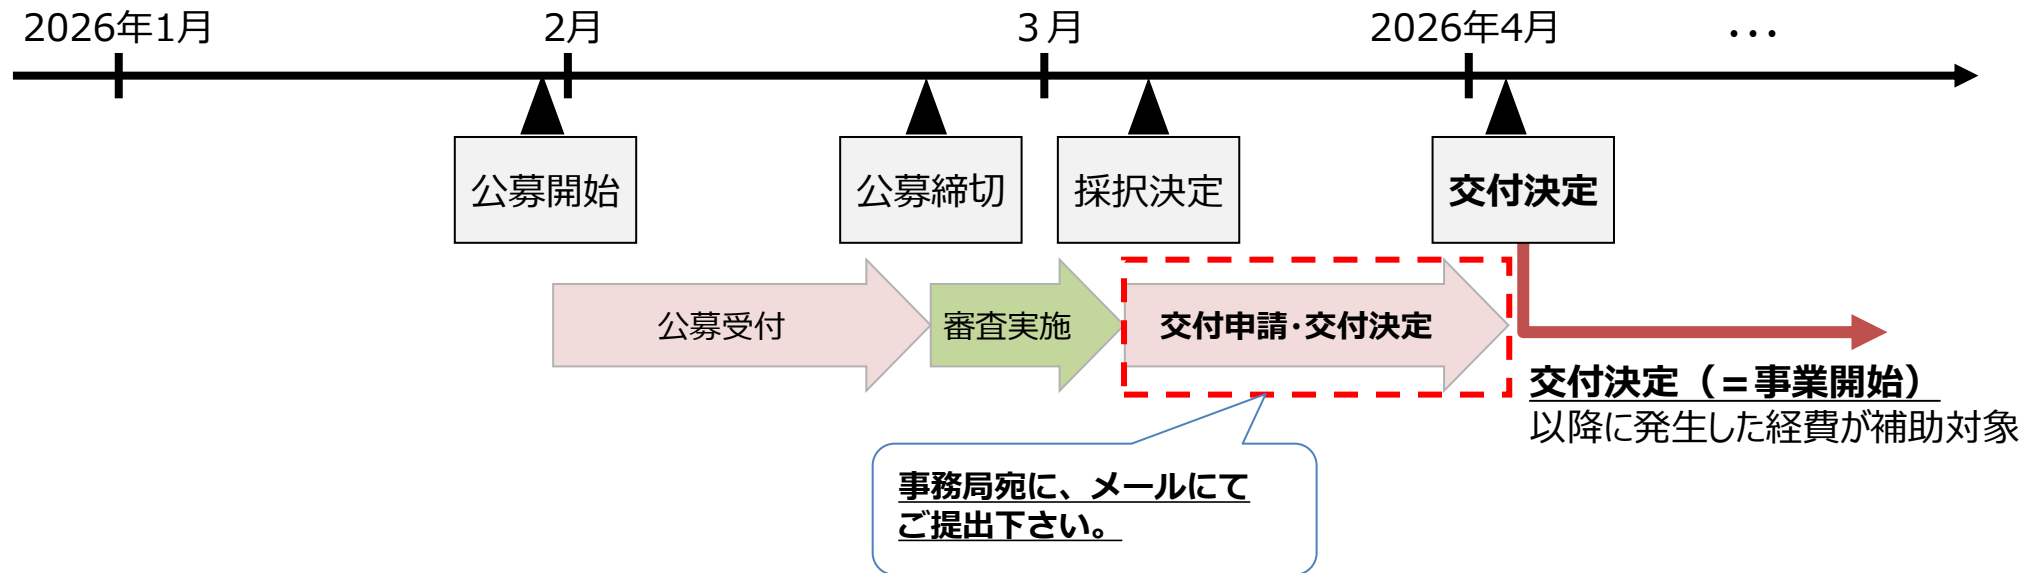 2026年1月
2月
３月
2026年4月
･･･
公募開始
公募締切
採択決定
交付決定
公募受付
審査実施
交付申請･交付決定
交付決定（＝事業開始）
以降に発生した経費が補助対象
事務局宛に、メールにて
ご提出下さい。